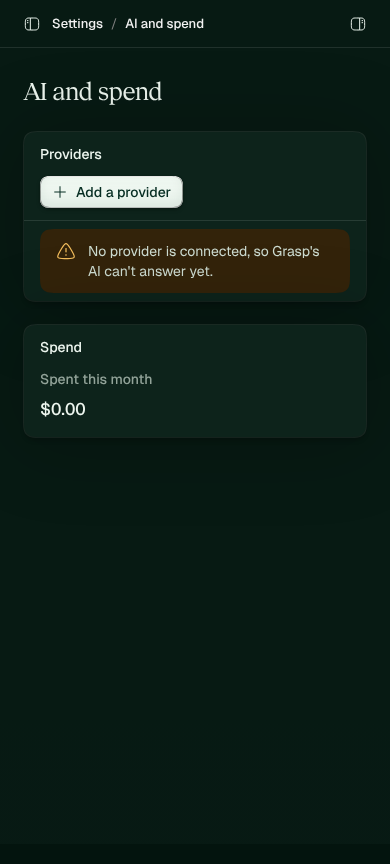 Settings / AI and spend
AI and spend
Providers
Add a provider
No provider is connected, so Grasp's
AI can't answer yet.
Spend
Spent this month
$0.00